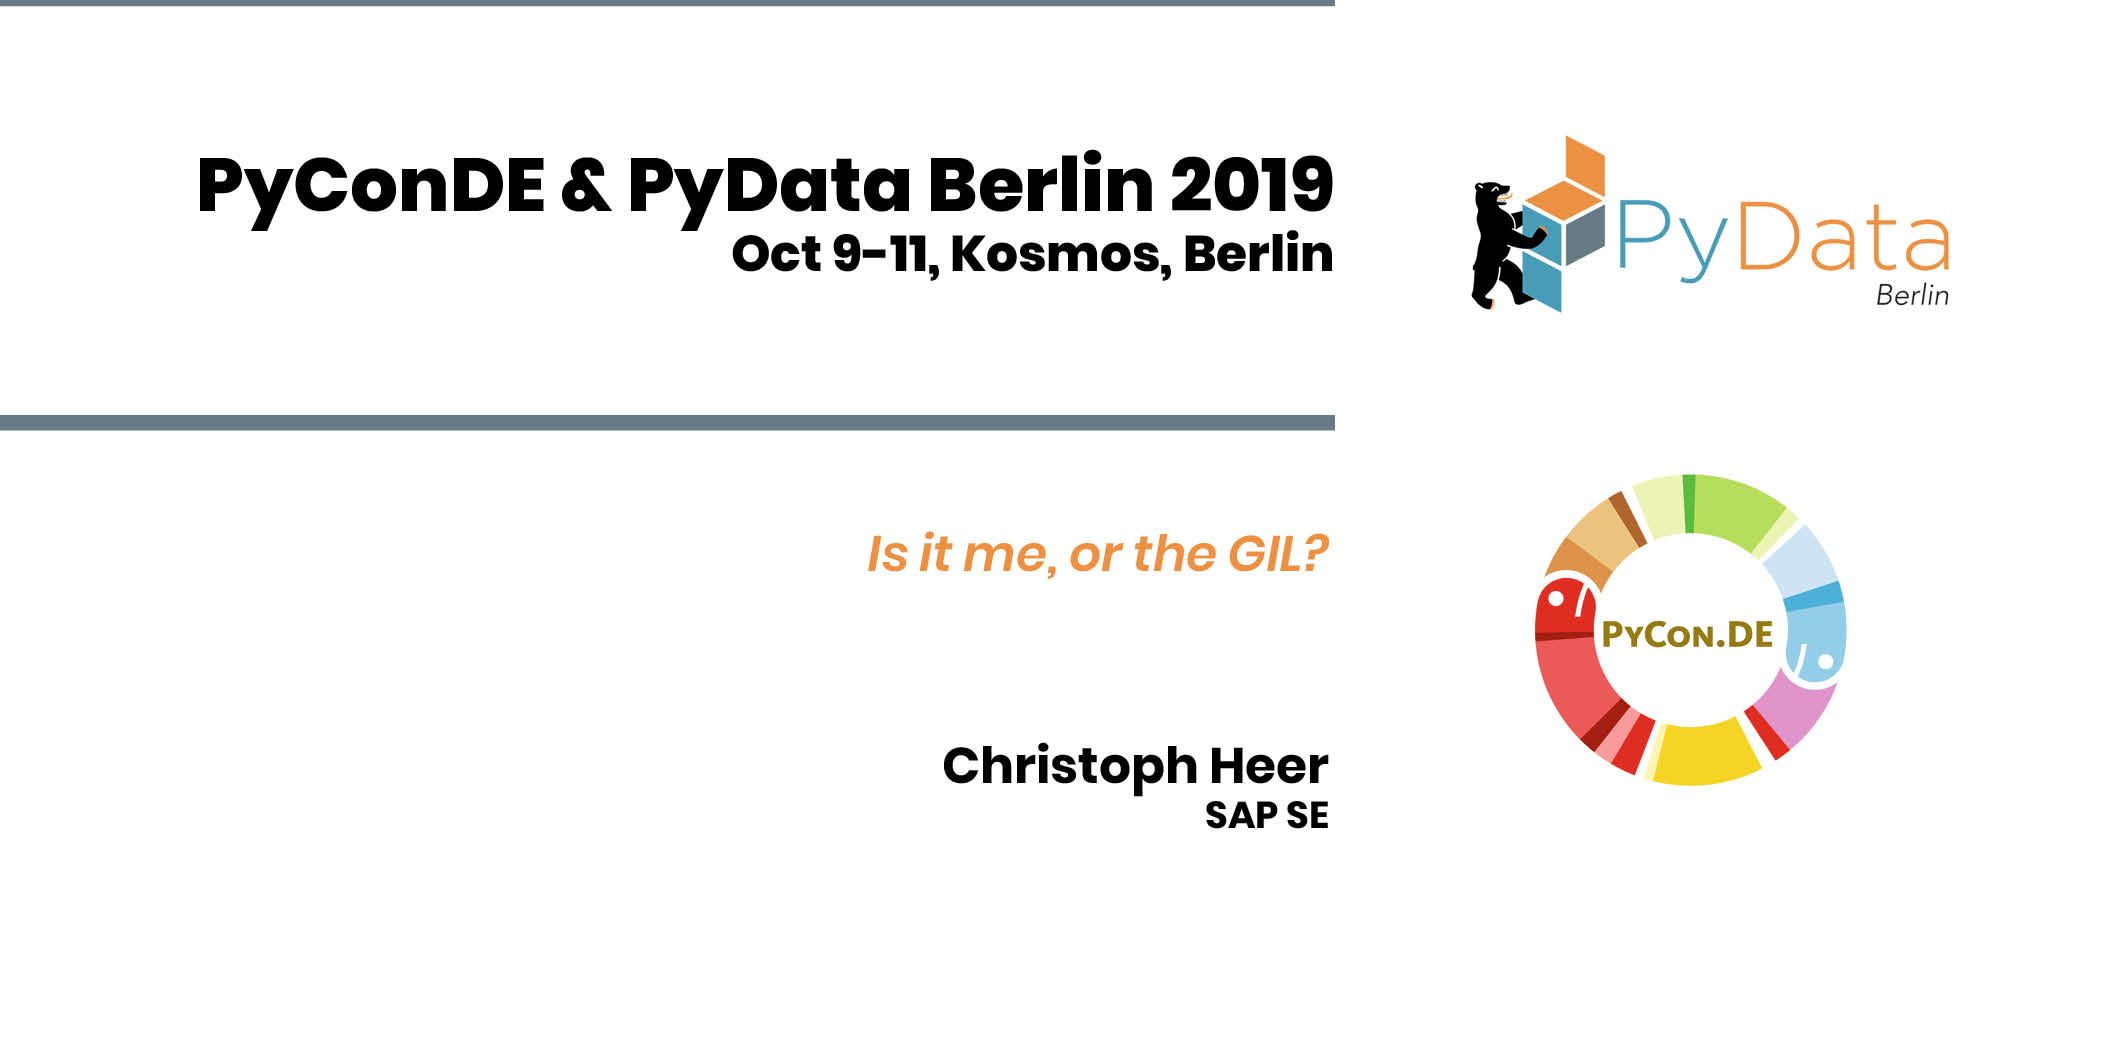 PyConDE & PyData Berlin 2019
Oct 9-11, Kosmos, Berlin
PyData
Berlin
Is it me, or the GIL?
PyCon.DE
Christoph Heer
SAP SE